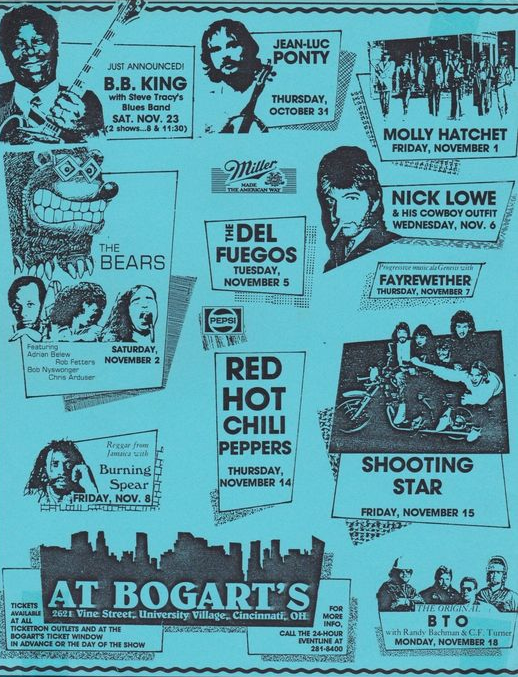 JUST ANNOUNCED!
B.B. KING
with Steve Tracy's
Blues Band
SAT. NOV. 23
(2 shows...8 & 11:30)
JEAN-LUC
PONTY
THURSDAY,
OCTOBER 31
MOLLY HATCHET
FRIDAY, NOVEMBER 1
THE
BEARS
Featuring
Adrian Belew
Rob Fetters
Bob Nyswonger
Chris Arduser
SATURDAY,
NOVEMBER 2
Miller
MADE
THE AMERICAN WAY
THE DEL
FUEGOS
TUESDAY,
NOVEMBER 5
NICK LOWE
& HIS COWBOY OUTFIT
WEDNESDAY, NOV. 6
Progressive music ala Genesis with
FAYREWETHER
THURSDAY, NOVEMBER 7
PEPSI
RED
HOT
CHILI
PEPPERS
THURSDAY,
NOVEMBER 14
Reggae from
Jamaica with
Burning
Spear
FRIDAY, NOV. 8
SHOOTING
STAR
FRIDAY, NOVEMBER 15
AT BOGART'S
2621 Vine Street, University Village, Cincinnati, OH
TICKETS
AVAILABLE
AT ALL
TICKETRON OUTLETS AND AT THE
BOGART'S TICKET WINDOW
IN ADVANCE OR THE DAY OF THE SHOW
FOR
MORE
INFO,
CALL THE 24-HOUR
EVENTLINE AT
281-8400
THE ORIGINAL
BTO
with Randy Bachman & C.F. Turner
MONDAY, NOVEMBER 18